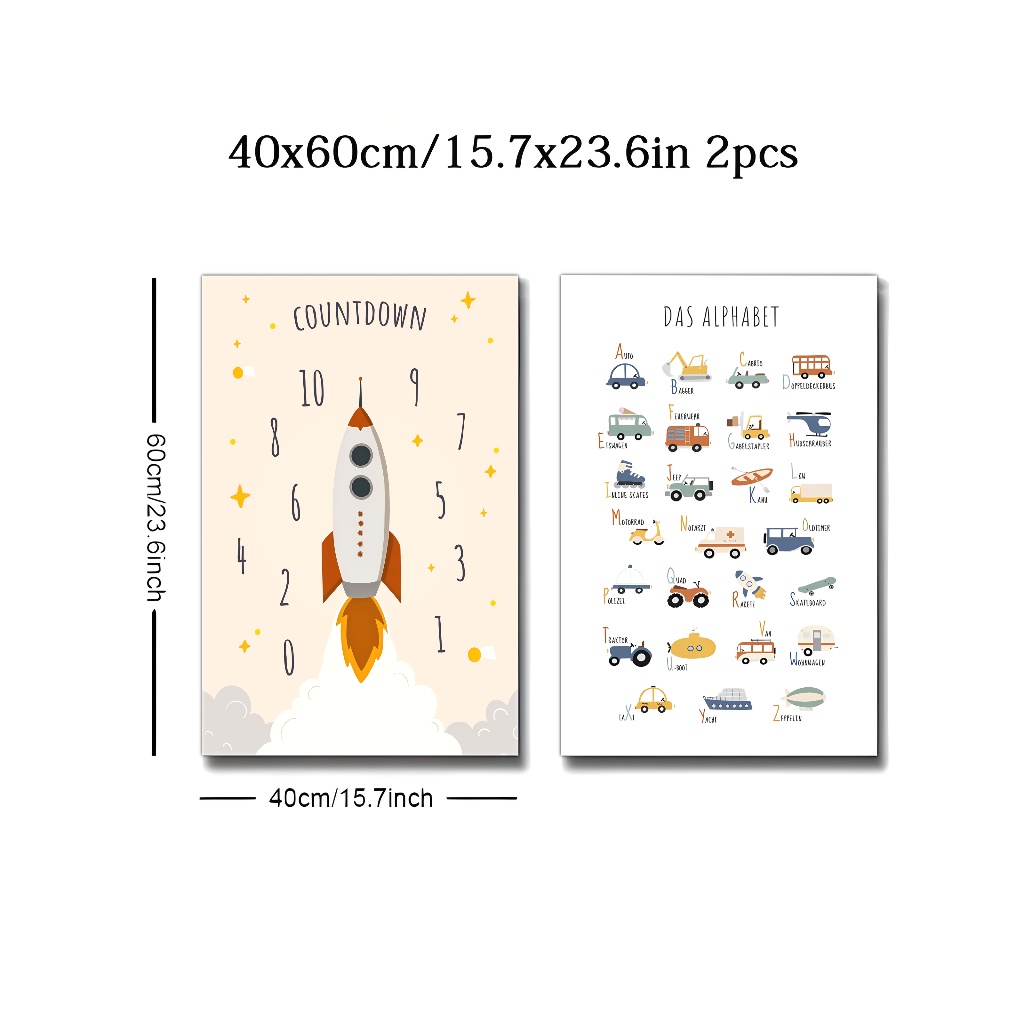 40x60cm/15.7x23.6in 2pcs
60cm/23.6inch
40cm/15.7inch
COUNTDOWN
10 9
8 7
6 5
4 3
2 1
0
DAS ALPHABET
AUTO
BAGGER
CABRIO
DOPPELDECKERBUS
EISWAGEN
FEUERWEHR
GABELSTAPLER
HUBSCHRAUBER
INLINE SKATES
JEEP
KANU
LKW
MOTORRAD
NOTARZT
OLDTIMER
POLIZEI
QUAD
RAKETE
SKATEBOARD
TRAKTOR
U-BOOT
VAN
WOHNWAGEN
TAXI
YACHT
ZEPPELIN